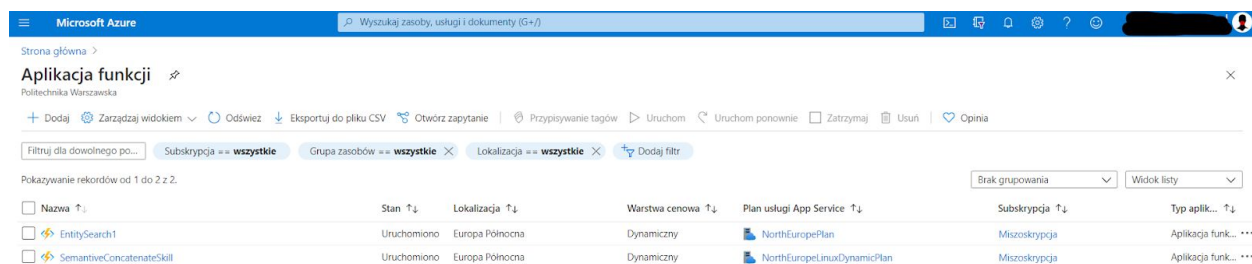 Microsoft Azure
Wyszukaj zasoby, usługi i dokumenty (G+/)
Strona główna >
Aplikacja funkcji
Politechnika Warszawska
Dodaj Zarządzaj widokiem Odśwież Eksportuj do pliku CSV Otwórz zapytanie Przypisywanie tagów Uruchom Uruchom ponownie Zatrzymaj Usuń Opinia
Filtruj dla dowolnego po... Subskrypcja == wszystkie Grupa zasobów == wszystkie Lokalizacja == wszystkie Dodaj filtr
Pokazywanie rekordów od 1 do 2 z 2. Brak grupowania Widok listy
Nazwa Stan Lokalizacja Warstwa cenowa Plan usługi App Service Subskrypcja Typ aplik...
EntitySearch1 Uruchomiono Europa Północna Dynamiczny NorthEuropePlan Miszoskrypcja Aplikacja funk...
SemantiveConcatenateSkill Uruchomiono Europa Północna Dynamiczny NorthEuropeLinuxDynamicPlan Miszoskrypcja Aplikacja funk...